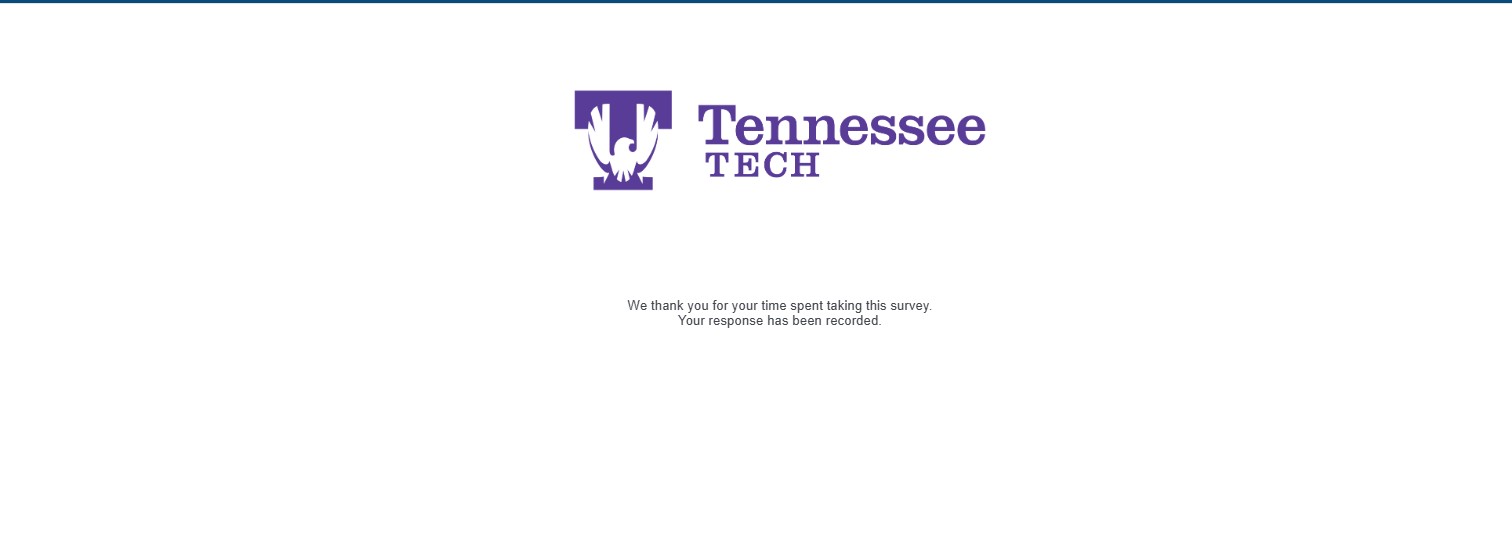 Tennessee
TECH
We thank you for your time spent taking this survey.
Your response has been recorded.